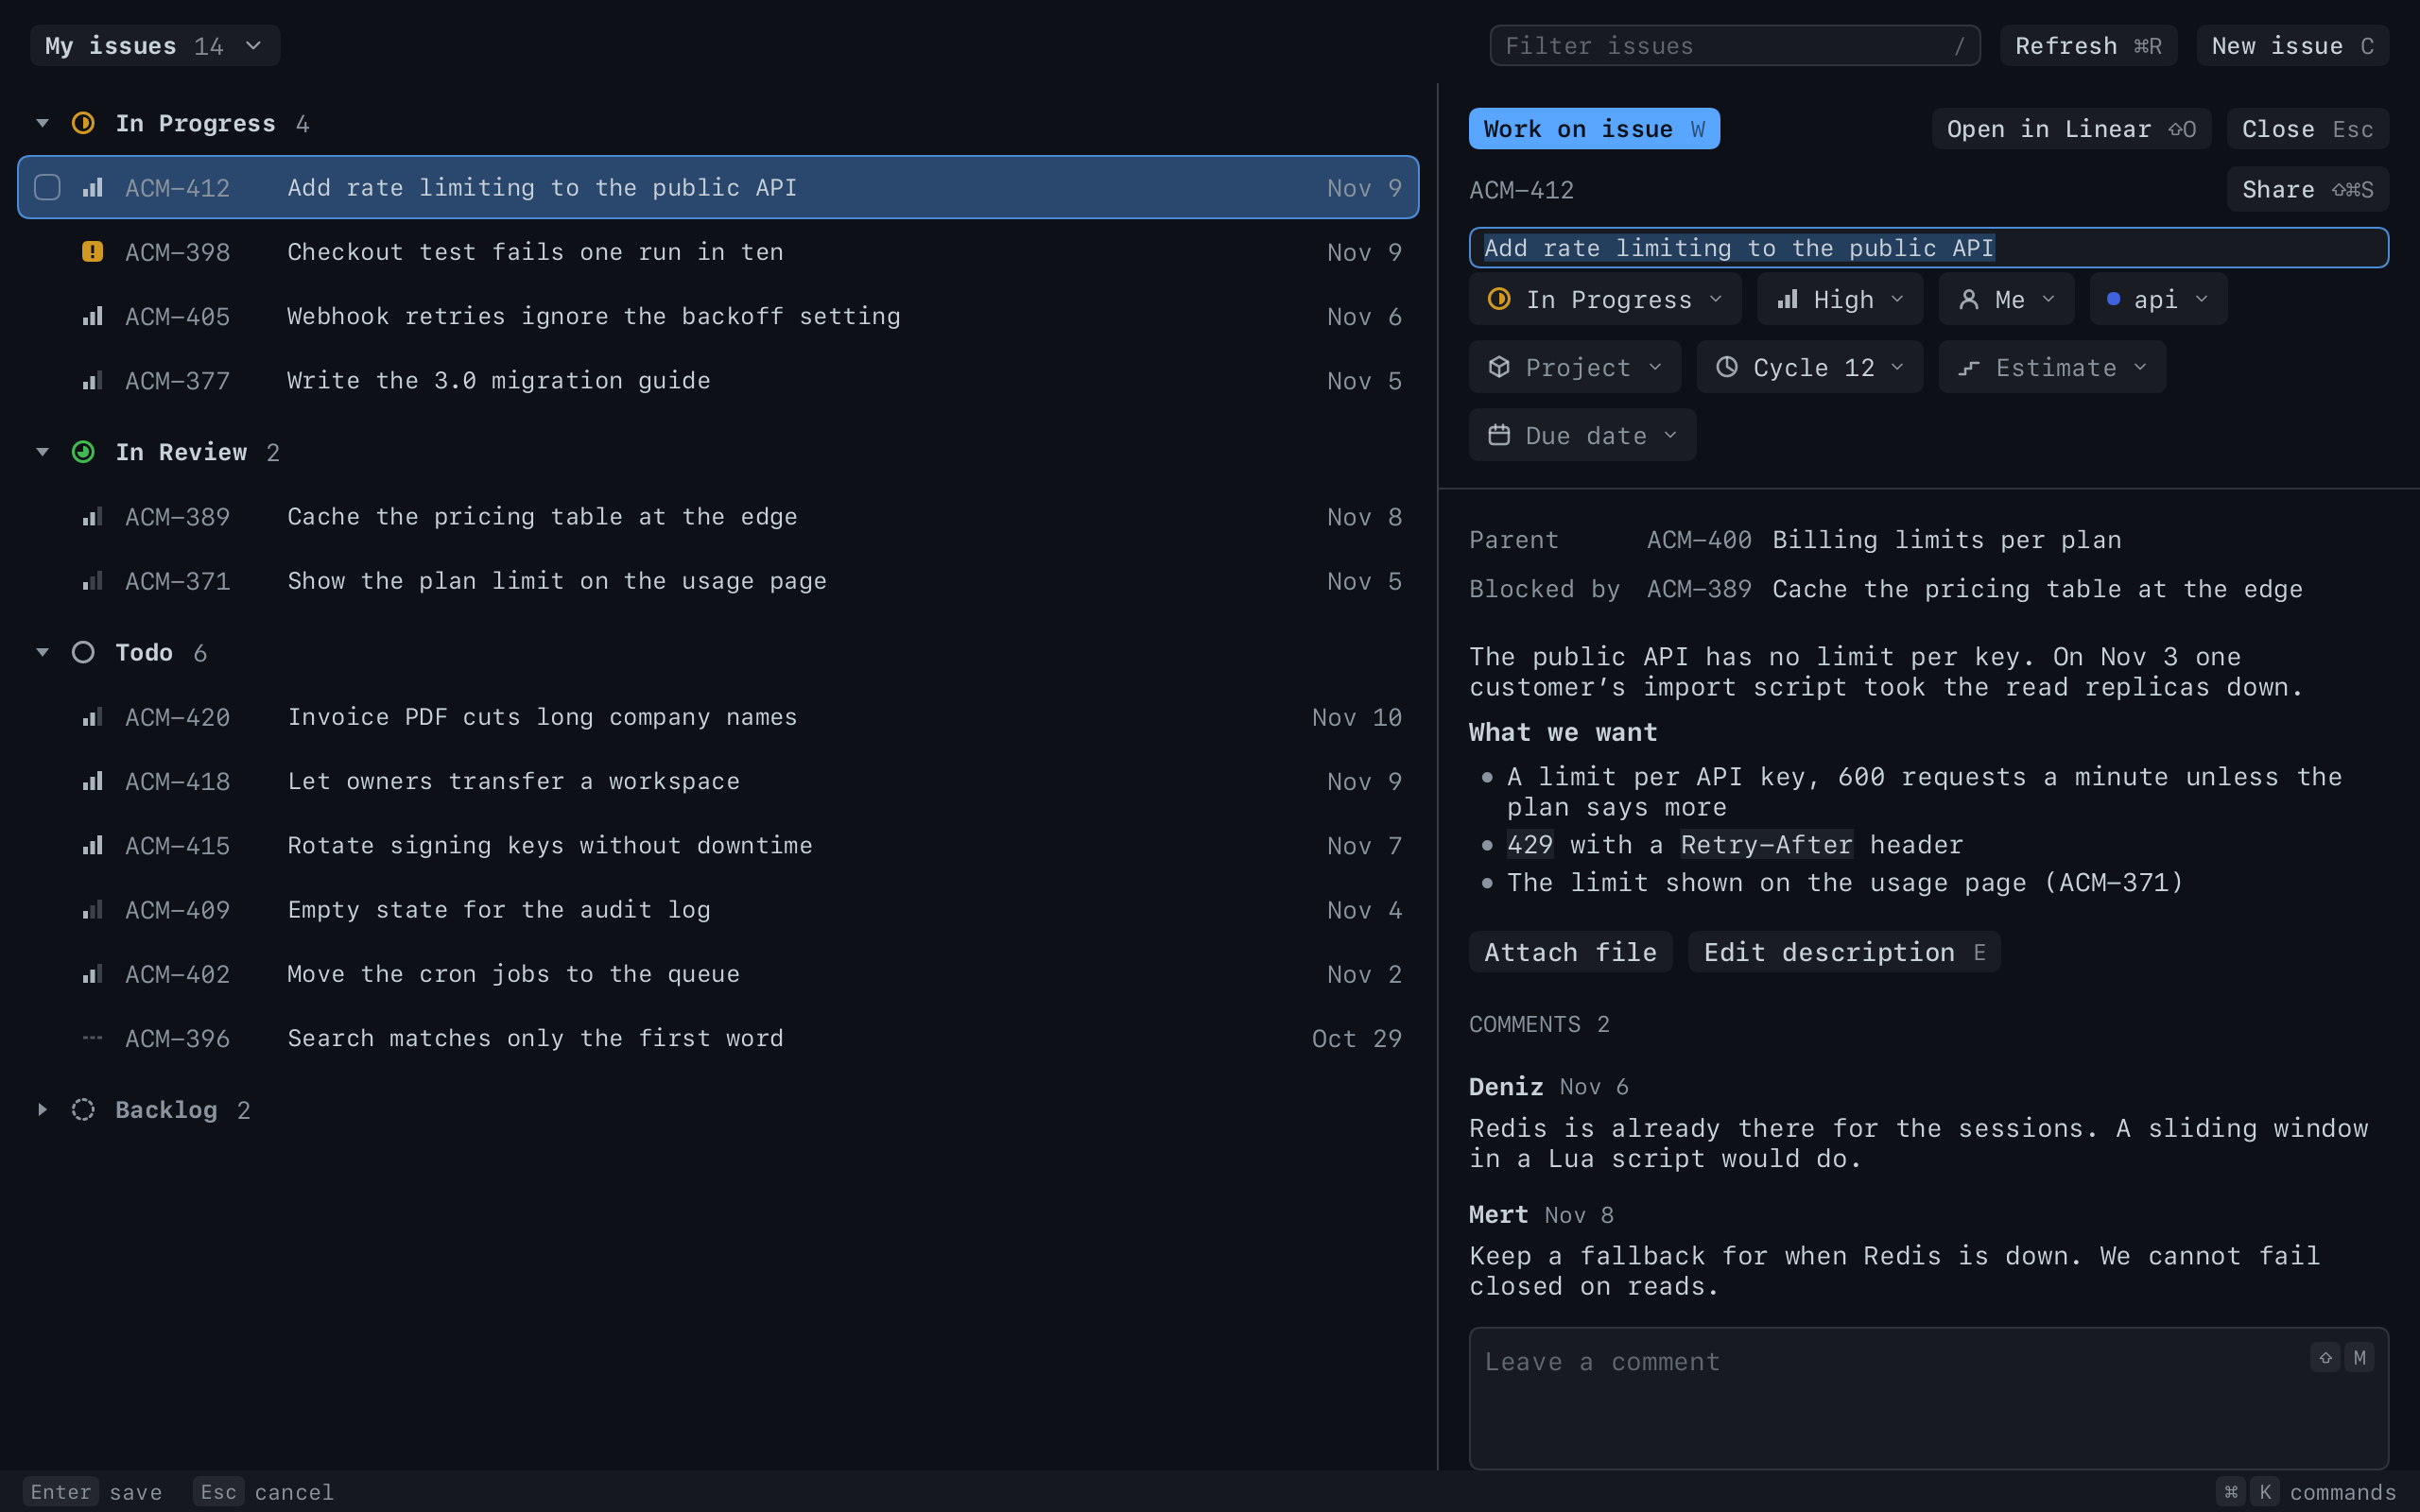 My issues 14
Filter issues /
Refresh ⌘R
New issue C
In Progress 4
ACM-412 Add rate limiting to the public API Nov 9
ACM-398 Checkout test fails one run in ten Nov 9
ACM-405 Webhook retries ignore the backoff setting Nov 6
ACM-377 Write the 3.0 migration guide Nov 5
In Review 2
ACM-389 Cache the pricing table at the edge Nov 8
ACM-371 Show the plan limit on the usage page Nov 5
Todo 6
ACM-420 Invoice PDF cuts long company names Nov 10
ACM-418 Let owners transfer a workspace Nov 9
ACM-415 Rotate signing keys without downtime Nov 7
ACM-409 Empty state for the audit log Nov 4
ACM-402 Move the cron jobs to the queue Nov 2
ACM-396 Search matches only the first word Oct 29
Backlog 2
Work on issue W
Open in Linear ⇧O
Close Esc
ACM-412
Share ⇧⌘S
Add rate limiting to the public API
In Progress
High
Me
api
Project
Cycle 12
Estimate
Due date
Parent ACM-400 Billing limits per plan
Blocked by ACM-389 Cache the pricing table at the edge
The public API has no limit per key. On Nov 3 one
customer’s import script took the read replicas down.
What we want
• A limit per API key, 600 requests a minute unless the
plan says more
• 429 with a Retry-After header
• The limit shown on the usage page (ACM-371)
Attach file
Edit description E
COMMENTS 2
Deniz Nov 6
Redis is already there for the sessions. A sliding window
in a Lua script would do.
Mert Nov 8
Keep a fallback for when Redis is down. We cannot fail
closed on reads.
Leave a comment ⇧ M
Enter save Esc cancel
⌘ K commands